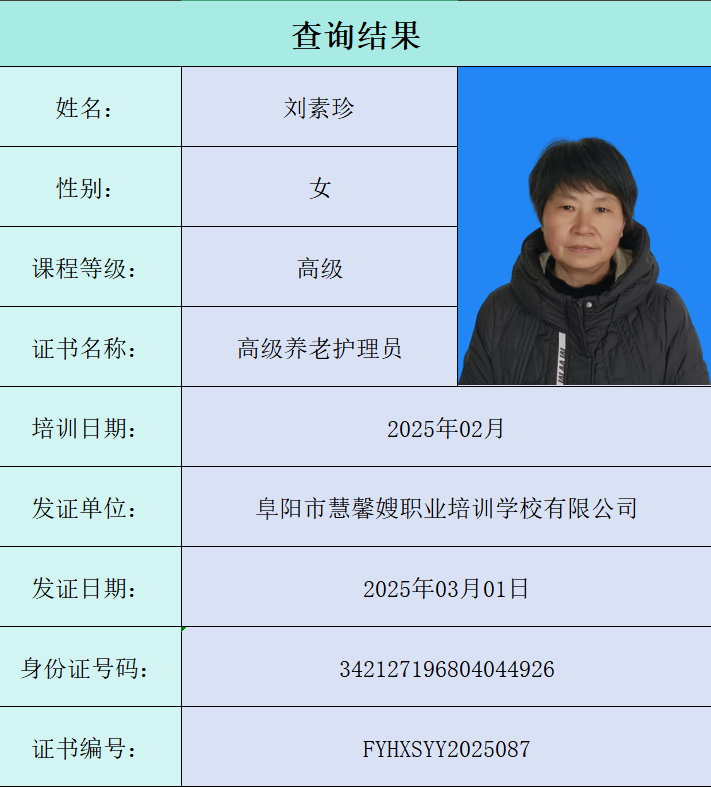 查询结果
姓名： 刘素珍
性别： 女
课程等级： 高级
证书名称： 高级养老护理员
培训日期： 2025年02月
发证单位： 阜阳市慧馨嫂职业培训学校有限公司
发证日期： 2025年03月01日
身份证号码： 342127196804044926
证书编号： FYHXSYY2025087